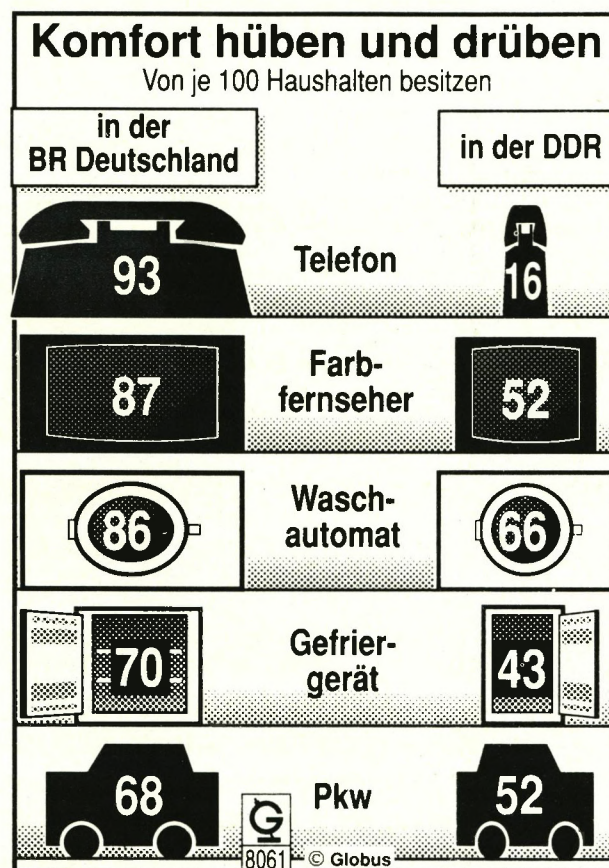 Komfort hüben und drüben
Von je 100 Haushalten besitzen
in der
BR Deutschland
in der DDR
93
Telefon
16
87
Farb-
fernseher
52
86
Wasch-
automat
66
70
Gefrier-
gerät
43
68
Pkw
52
G
8061
© Globus